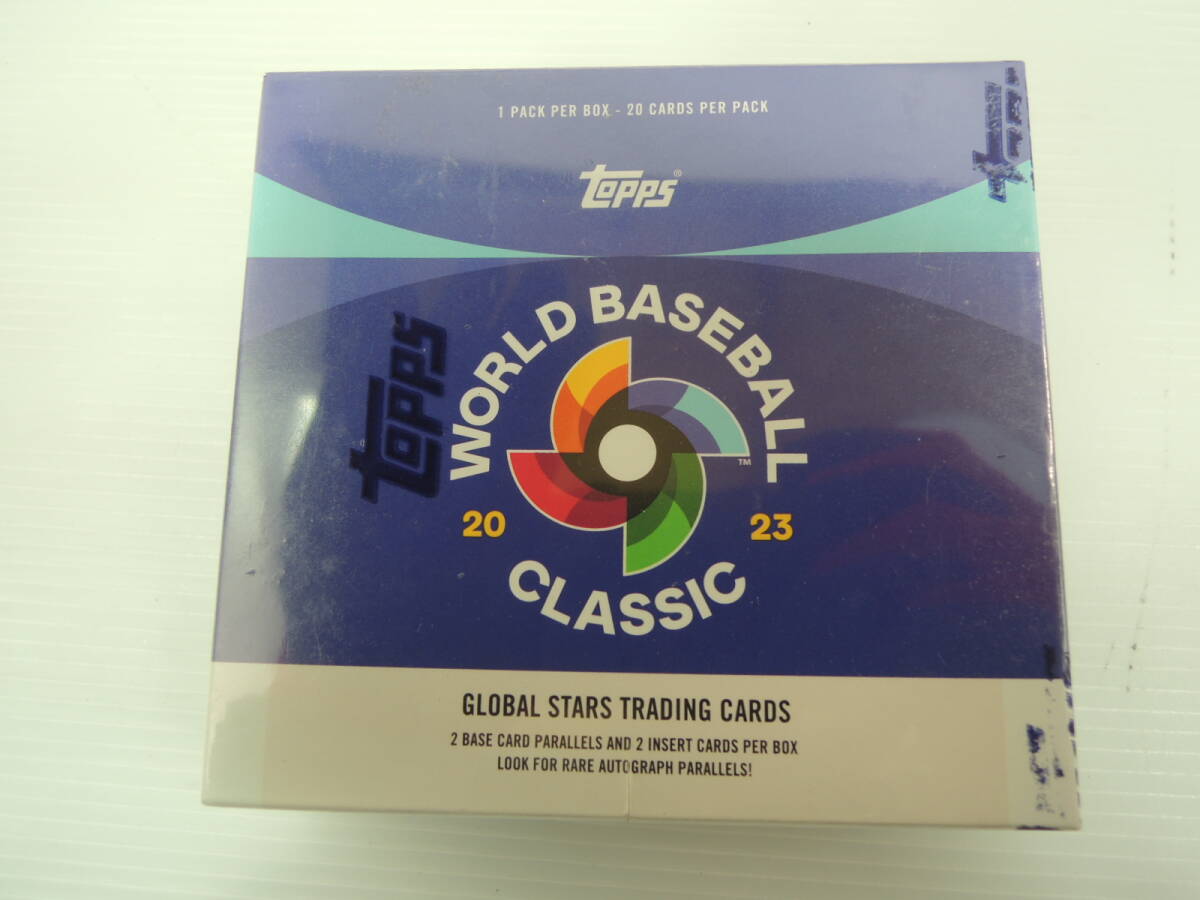 1 PACK PER BOX - 20 CARDS PER PACK
Topps®
WORLD BASEBALL
Topps
TM
20 23
CLASSIC
GLOBAL STARS TRADING CARDS
2 BASE CARD PARALLELS AND 2 INSERT CARDS PER BOX
LOOK FOR RARE AUTOGRAPH PARALLELS!